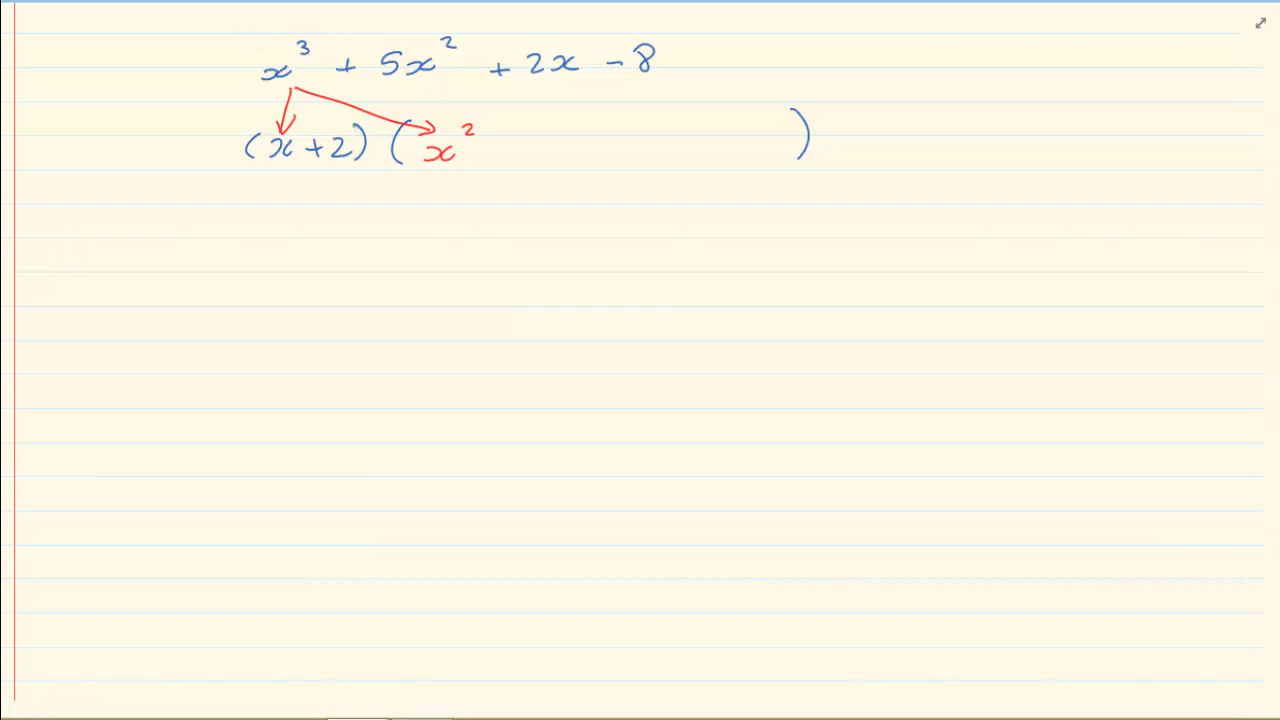 x³ + 5x² + 2x - 8
(x + 2) (x² )